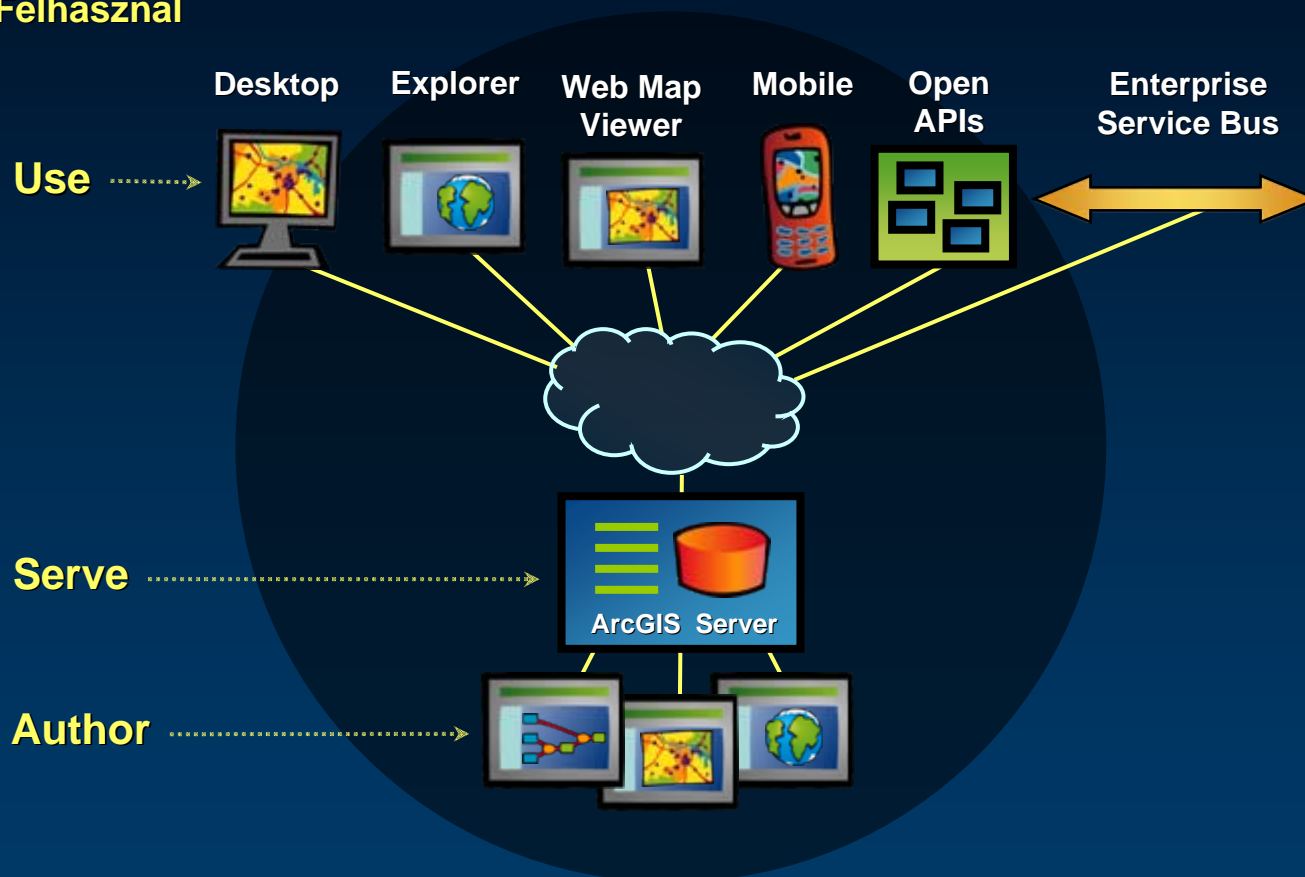 Felhasznál
Desktop
Explorer
Web Map
Viewer
Mobile
Open
APIs
Enterprise
Service Bus
Use
Serve
ArcGIS Server
Author